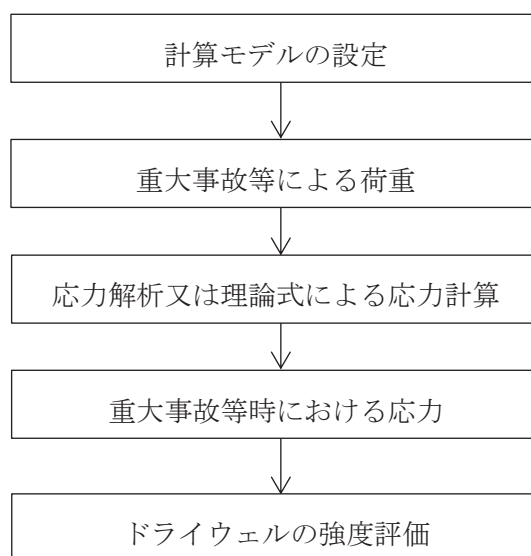 計算モデルの設定
重大事故等による荷重
応力解析又は理論式による応力計算
重大事故等時における応力
ドライウェルの強度評価